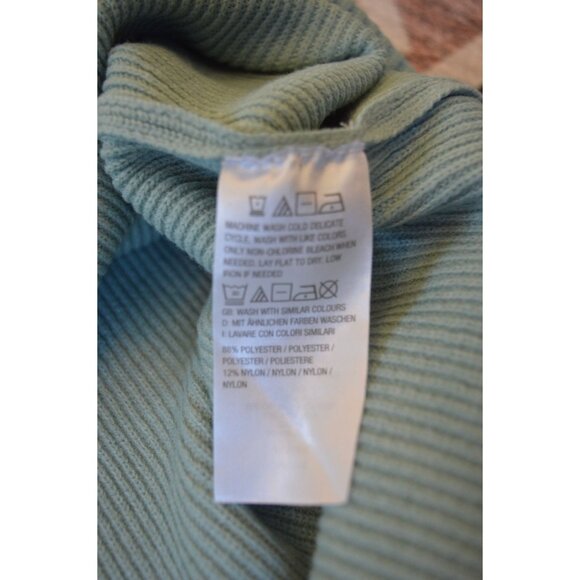 MACHINE WASH COLD DELICATE
CYCLE, WASH WITH LIKE COLORS.
ONLY NON-CHLORINE BLEACH WHEN
NEEDED. LAY FLAT TO DRY. LOW
IRON IF NEEDED
GB: WASH WITH SIMILAR COLOURS
D: MIT ÄHNLICHEN FARBEN WASCHEN
I: LAVARE CON COLORI SIMILARI
88% POLYESTER / POLYESTER /
POLYESTER / POLIESTERE
12% NYLON / NYLON / NYLON /
NYLON